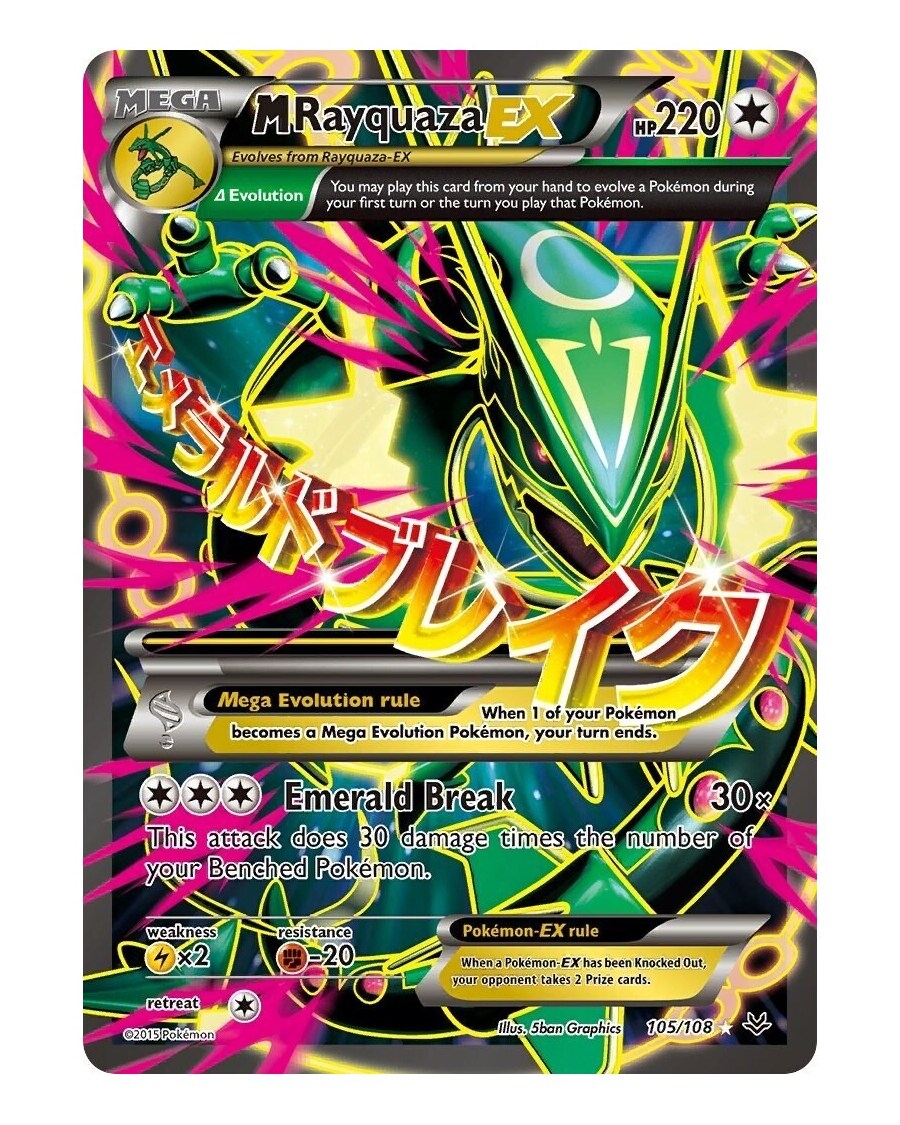 MEGA
M Rayquaza EX
HP220
Evolves from Rayquaza-EX
Δ Evolution
You may play this card from your hand to evolve a Pokémon during
your first turn or the turn you play that Pokémon.
エメラルドブレイク
Mega Evolution rule
When 1 of your Pokémon
becomes a Mega Evolution Pokémon, your turn ends.
Emerald Break 30×
This attack does 30 damage times the number of
your Benched Pokémon.
weakness
×2
resistance
-20
retreat
Pokémon-EX rule
When a Pokémon-EX has been Knocked Out,
your opponent takes 2 Prize cards.
©2015 Pokémon
Illus. 5ban Graphics
105/108